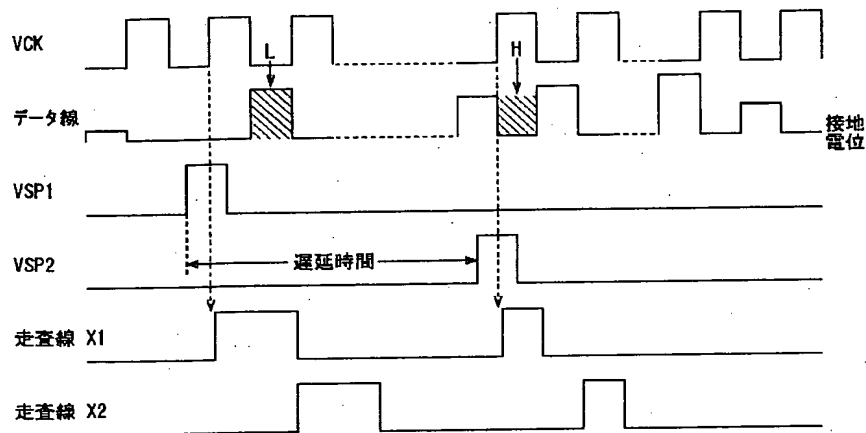 VCK
L
H
データ線
接地
電位
VSP1
VSP2
遅延時間
走査線 X1
走査線 X2